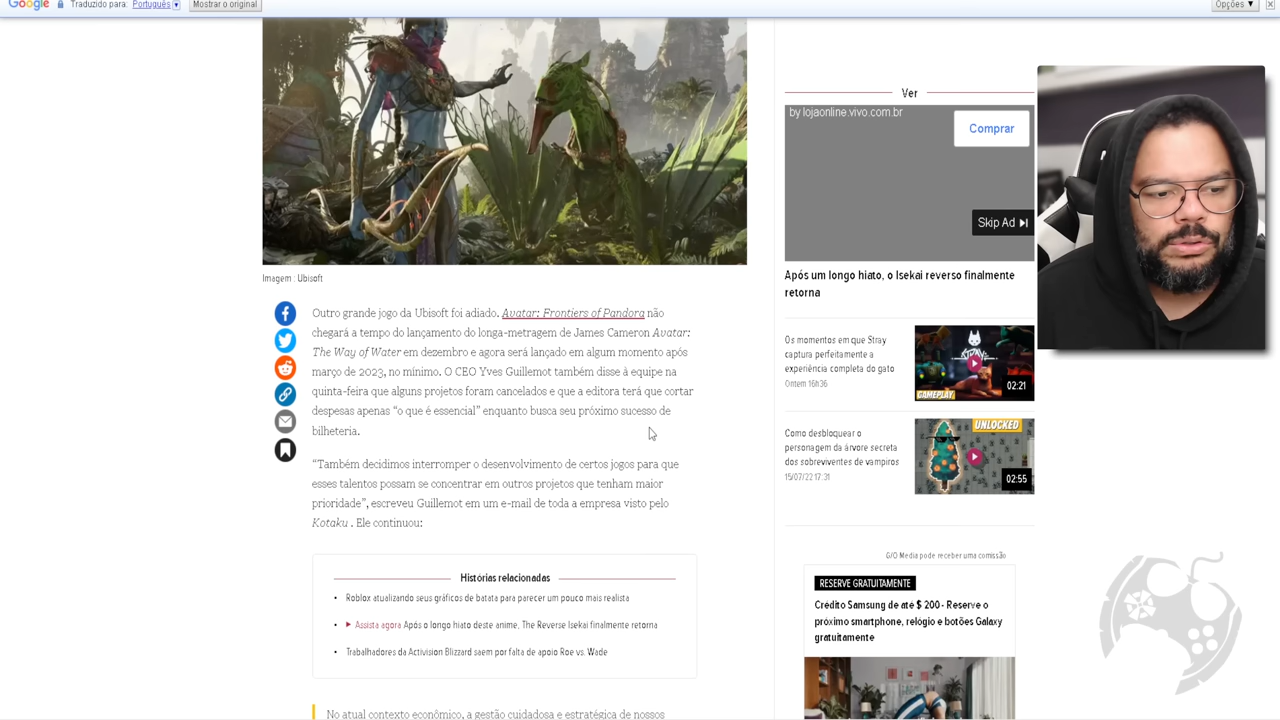 Google Traduzido para: Português Mostrar o original Opções
Imagem : Ubisoft
Outro grande jogo da Ubisoft foi adiado. Avatar: Frontiers of Pandora não
chegará a tempo do lançamento do longa-metragem de James Cameron Avatar:
The Way of Water em dezembro e agora será lançado em algum momento após
março de 2023, no mínimo. O CEO Yves Guillemot também disse à equipe na
quinta-feira que alguns projetos foram cancelados e que a editora terá que cortar
despesas apenas “o que é essencial” enquanto busca seu próximo sucesso de
bilheteria.
“Também decidimos interromper o desenvolvimento de certos jogos para que
esses talentos possam se concentrar em outros projetos que tenham maior
prioridade”, escreveu Guillemot em um e-mail de toda a empresa visto pelo
Kotaku . Ele continuou:
Histórias relacionadas
• Roblox atualizando seus gráficos de batata para parecer um pouco mais realista
• Assista agora Após o longo hiato deste anime, The Reverse Isekai finalmente retorna
• Trabalhadores da Activision Blizzard saem por falta de apoio Roe vs. Wade
No atual contexto econômico, a gestão cuidadosa e estratégica de nossos
Ver
by lojaonline.vivo.com.br
Comprar
Skip Ad
Após um longo hiato, o Isekai reverso finalmente
retorna
Os momentos em que Stray
captura perfeitamente a
experiência completa do gato
Ontem 16h36
GAMEPLAY
02:21
Como desbloquear o
personagem da árvore secreta
dos sobreviventes de vampiros
15/07/22 17:31
UNLOCKED
02:55
G/O Media pode receber uma comissão
RESERVE GRATUITAMENTE
Crédito Samsung de até $ 200 - Reserve o
próximo smartphone, relógio e botões Galaxy
gratuitamente